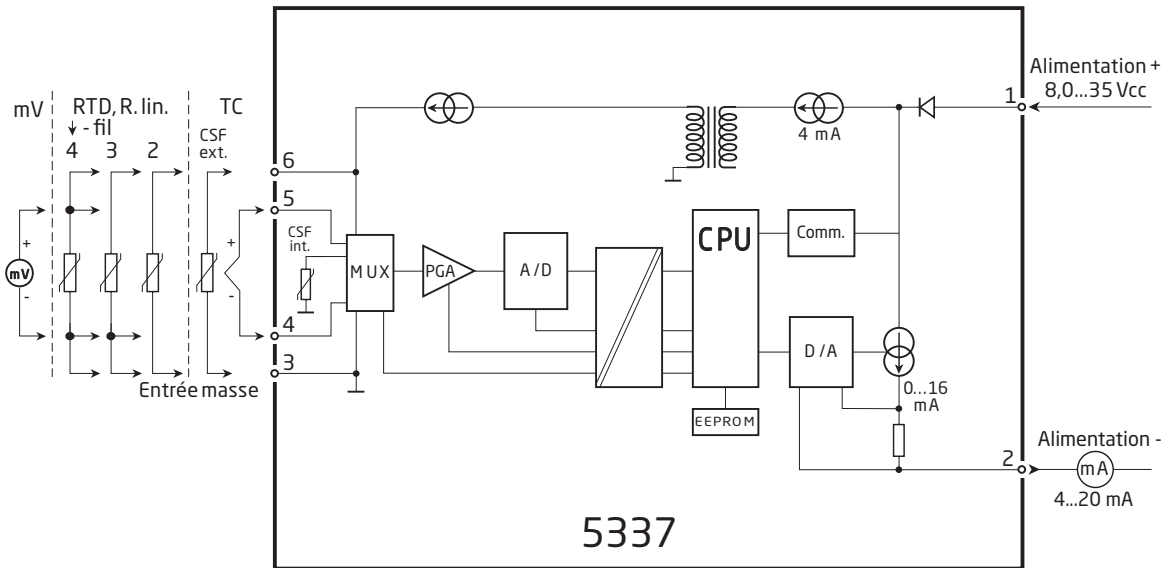 mV
RTD, R. lin.
↓ - fil
4 3 2
TC
CSF
ext.
+
-
mV
+
-
Entrée masse
6
5
4
3
CSF
int.
MUX
PGA
A/D
CPU
EEPROM
Comm.
D/A
4 mA
0...16
mA
1
2
Alimentation +
8,0...35 Vcc
Alimentation -
mA
4...20 mA
5337